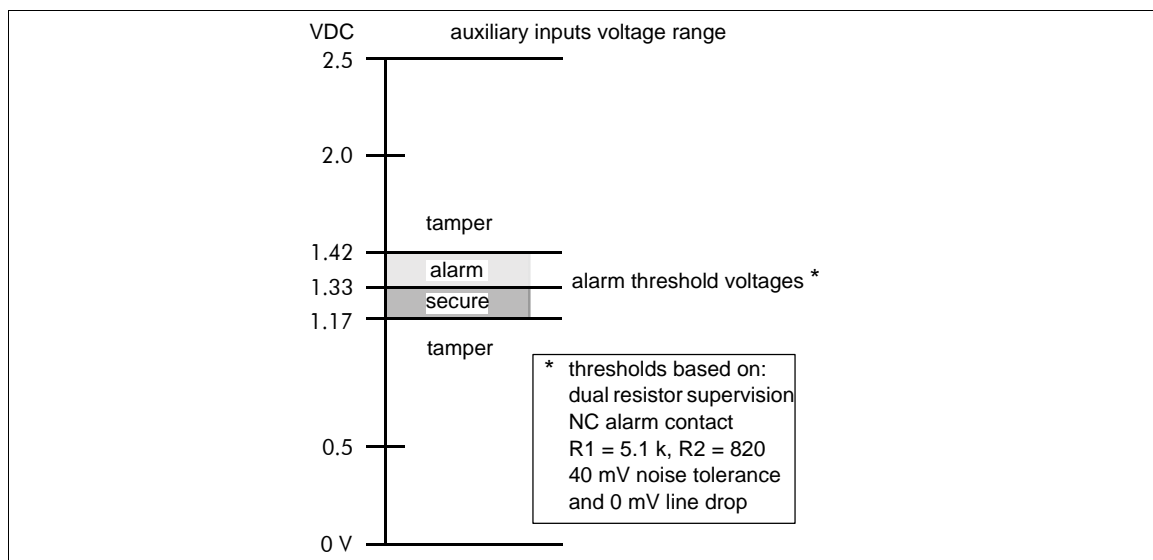 VDC auxiliary inputs voltage range
2.5
2.0
tamper
1.42
alarm
1.33 alarm threshold voltages *
secure
1.17
tamper
* thresholds based on:
dual resistor supervision
NC alarm contact
R1 = 5.1 k, R2 = 820
0.5
40 mV noise tolerance
and 0 mV line drop
0 V